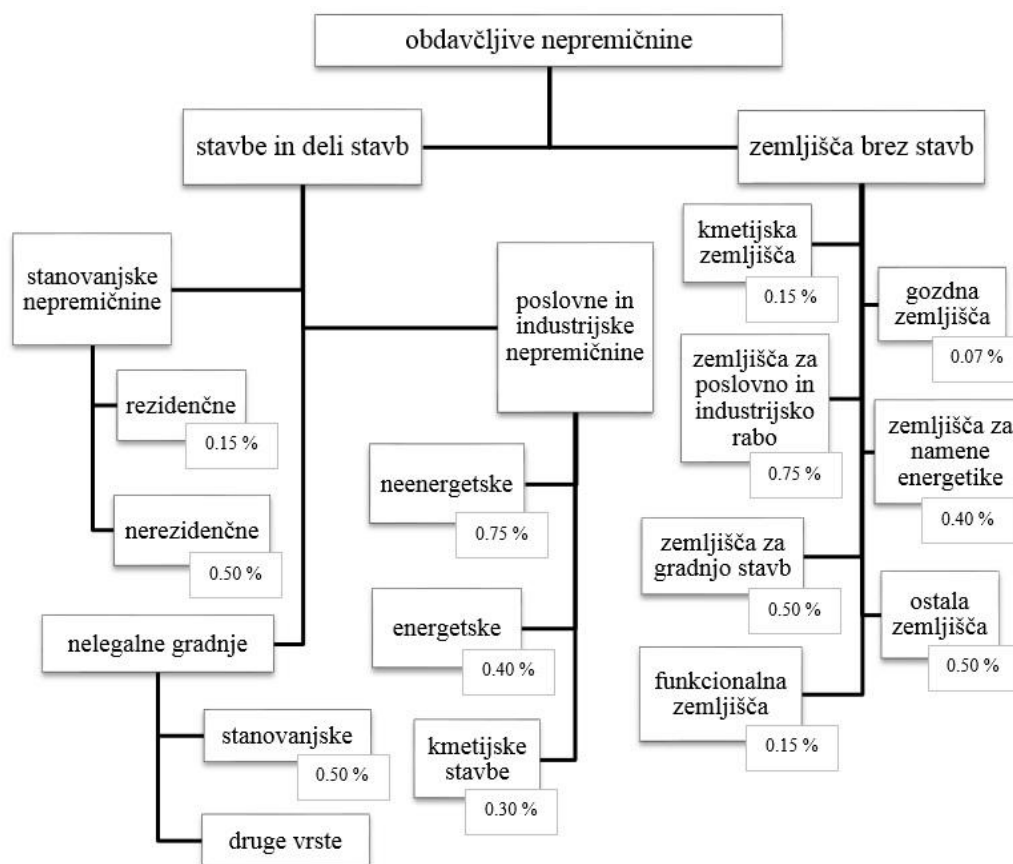 obdavčljive nepremičnine
stavbe in deli stavb
stanovanjske
nepremičnine
rezidenčne
0.15 %
nerezidenčne
0.50 %
poslovne in
industrijske
nepremičnine
neenergetske
0.75 %
energetske
0.40 %
kmetijske
stavbe
0.30 %
nelegalne gradnje
stanovanjske
0.50 %
druge vrste
zemljišča brez stavb
kmetijska
zemljišča
0.15 %
gozdna
zemljišča
0.07 %
zemljišča za
poslovno in
industrijsko
rabo
0.75 %
zemljišča za
namene
energetike
0.40 %
zemljišča za
gradnjo stavb
0.50 %
ostala
zemljišča
0.50 %
funkcionalna
zemljišča
0.15 %